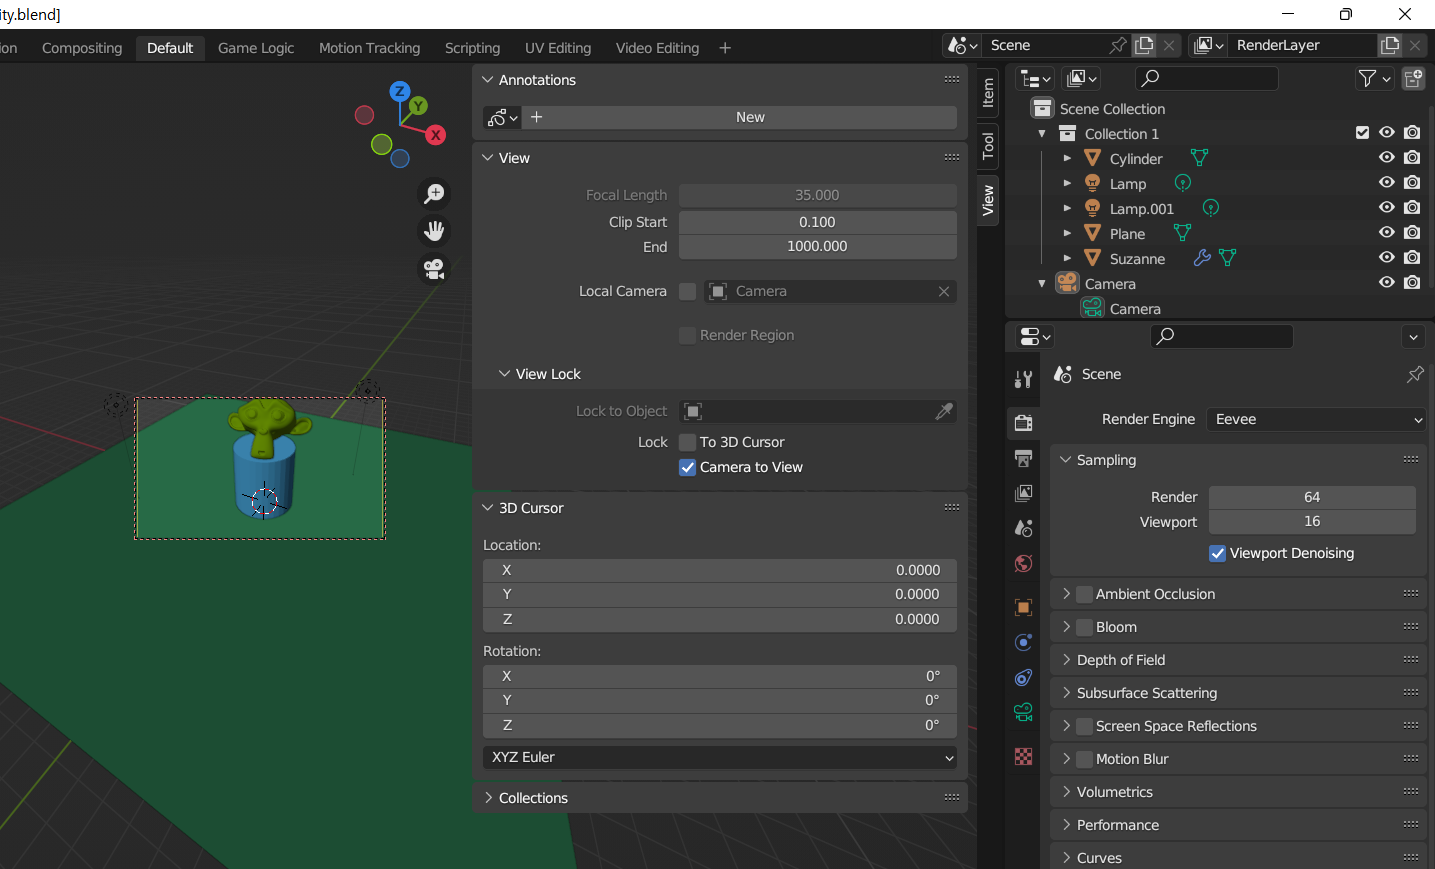 ity.blend]
ion Compositing Default Game Logic Motion Tracking Scripting UV Editing Video Editing + Scene RenderLayer
Annotations
+ New
View
Focal Length 35.000
Clip Start 0.100
End 1000.000
Local Camera Camera
Render Region
View Lock
Lock to Object
Lock To 3D Cursor
Camera to View
3D Cursor
Location:
X 0.0000
Y 0.0000
Z 0.0000
Rotation:
X 0°
Y 0°
Z 0°
XYZ Euler
Collections
Item
Tool
View
Z
Y
X
Scene Collection
Collection 1
Cylinder
Lamp
Lamp.001
Plane
Suzanne
Camera
Camera
Scene
Render Engine Eevee
Sampling
Render 64
Viewport 16
Viewport Denoising
Ambient Occlusion
Bloom
Depth of Field
Subsurface Scattering
Screen Space Reflections
Motion Blur
Volumetrics
Performance
Curves